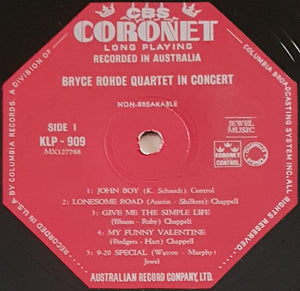 CBS
CORONET
LONG PLAYING
RECORDED IN AUSTRALIA
BRYCE ROHDE QUARTET IN CONCERT
NON-BREAKABLE
SIDE 1
KLP - 909
MX127768
JEWEL
MUSIC
CORONET
CONTROL
1: JOHN BOY (K. Schmidt) Control
2: LONESOME ROAD (Austin - Shilkret) Chappell
3: GIVE ME THE SIMPLE LIFE
(Bloom - Ruby) Chappell
4: MY FUNNY VALENTINE
(Rodgers - Hart) Chappell
5: 9-20 SPECIAL (Warren - Murphy)
Jewel
AUSTRALIAN RECORD COMPANY, LTD.
RECORDED IN U.S.A BY COLUMBIA RECORDS, A DIVISION OF
COLUMBIA BROADCASTING SYSTEM INC. ALL RIGHTS RESERVED.